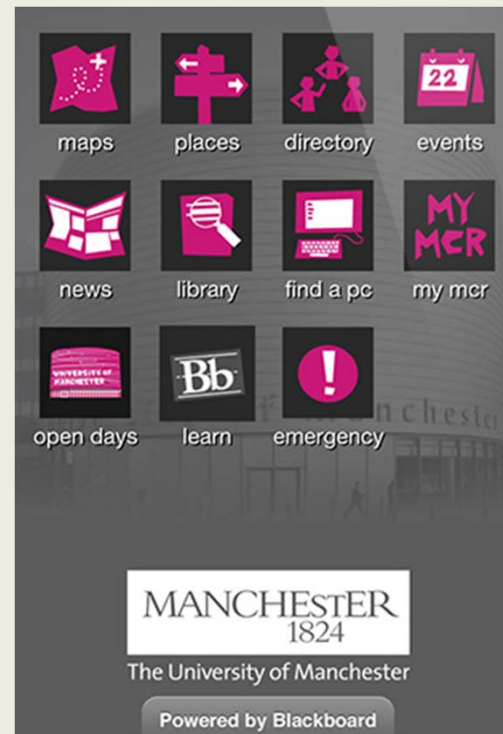 22
maps places directory events
MY
MCR
news library find a pc my mcr
UNIVERSITY of
MANCHESTER
Bb
open days learn emergency
MANCHESTER
1824
The University of Manchester
Powered by Blackboard